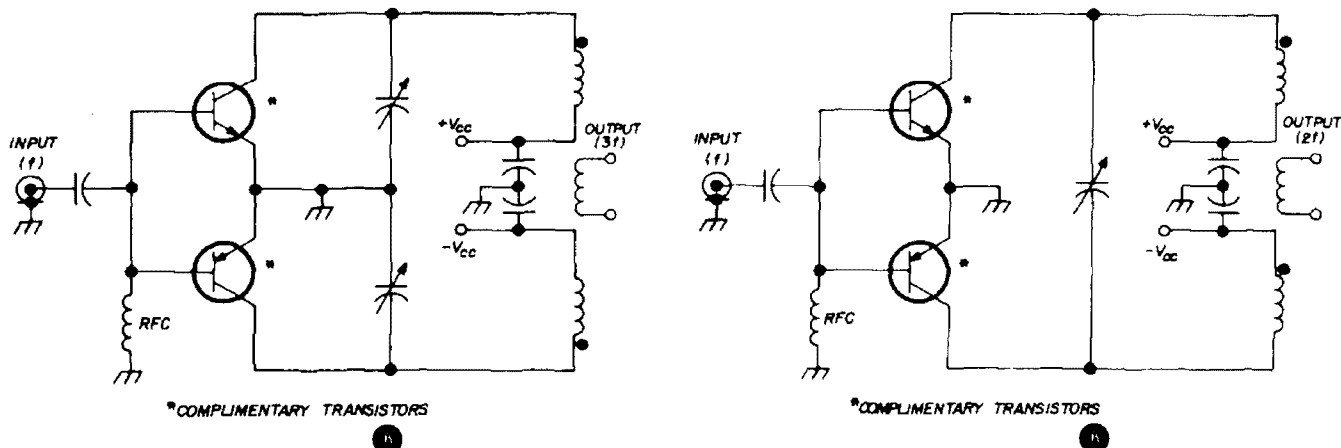 INPUT
(f)
RFC
*
*
+Vcc
-Vcc
OUTPUT
(3f)
*COMPLIMENTARY TRANSISTORS
INPUT
(f)
RFC
*
*
+Vcc
-Vcc
OUTPUT
(2f)
*COMPLIMENTARY TRANSISTORS